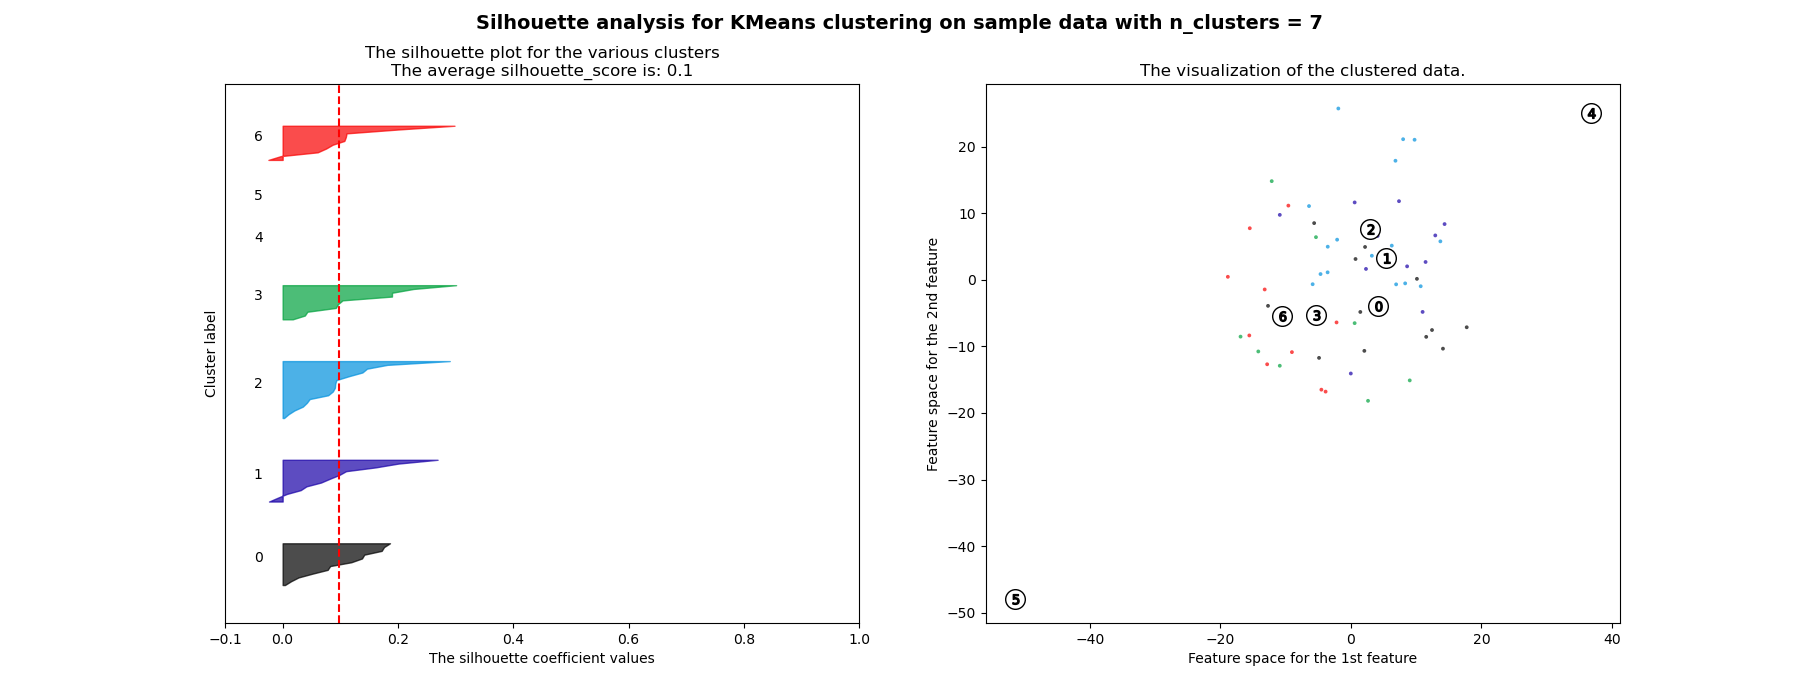 Silhouette analysis for KMeans clustering on sample data with n_clusters = 7
The silhouette plot for the various clusters
The average silhouette_score is: 0.1
6
5
4
3
2
1
0
Cluster label
−0.1 0.0 0.2 0.4 0.6 0.8 1.0
The silhouette coefficient values
The visualization of the clustered data.
20
10
0
−10
−20
−30
−40
−50
Feature space for the 2nd feature
4
2
1
0
3
6
5
−40 −20 0 20 40
Feature space for the 1st feature